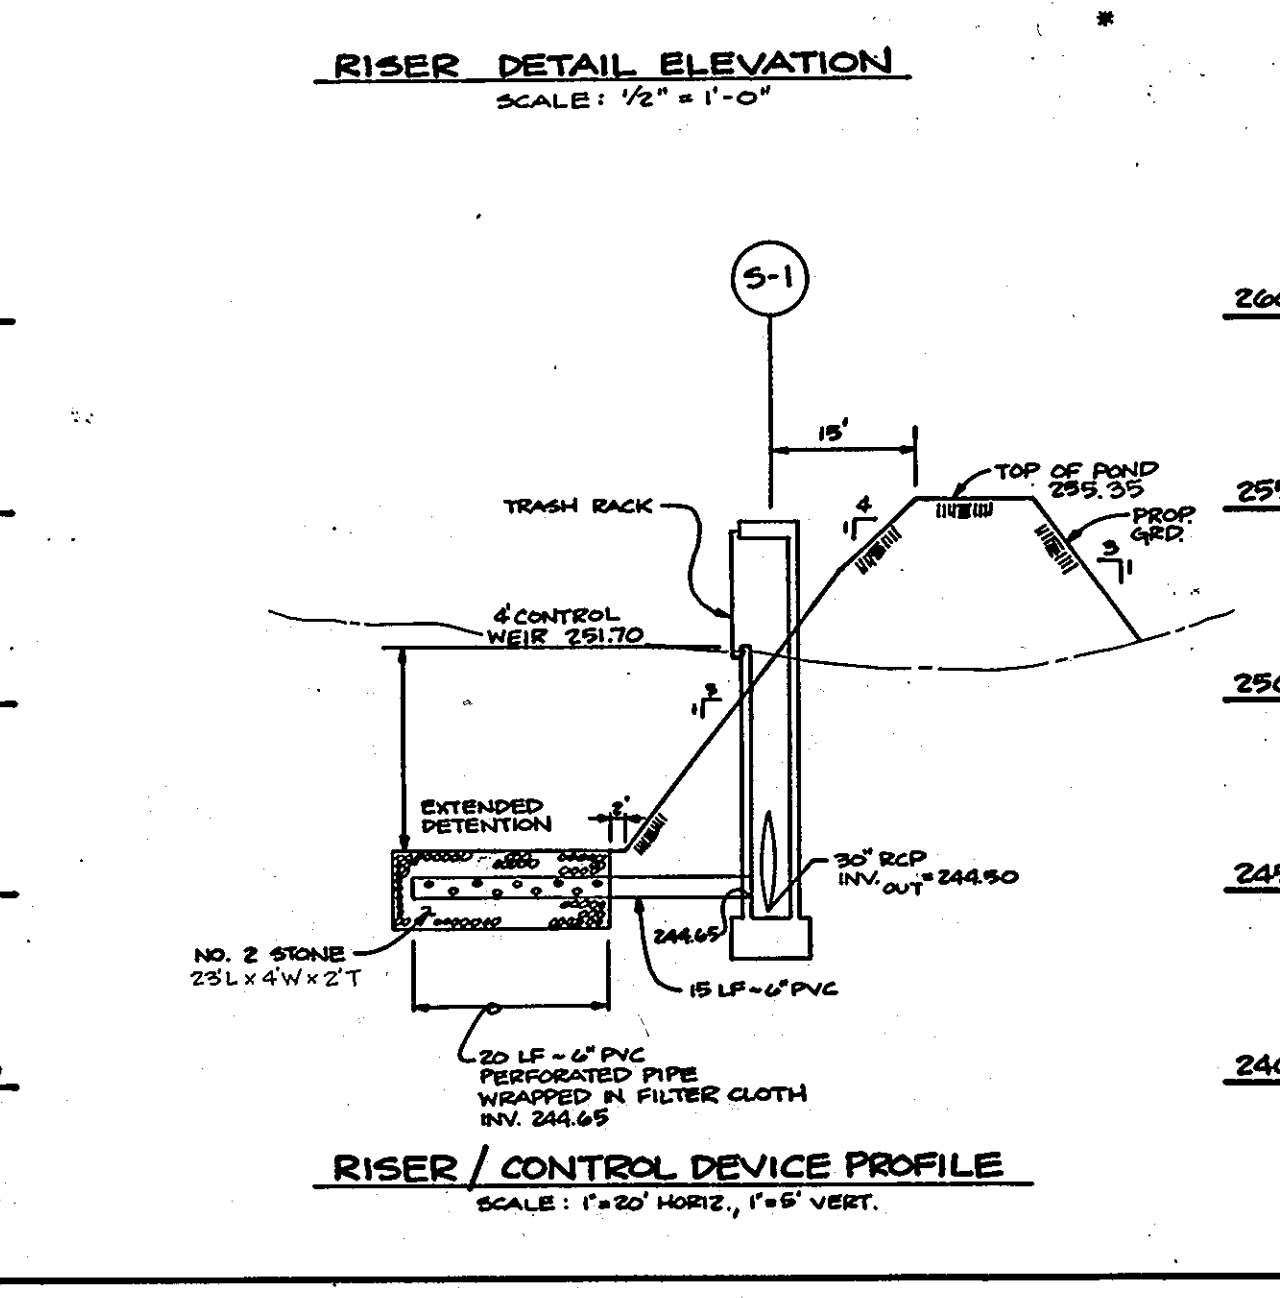 RISER DETAIL ELEVATION
SCALE: 1/2" = 1'-0"
S-1
15'
TOP OF POND
255.35
TRASH RACK
4
1
PROP.
GRD.
3
1
4' CONTROL
WEIR 251.70
3
1
EXTENDED
DETENTION
2'
30" RCP
INV. OUT = 244.50
244.65
NO. 2 STONE
23'L x 4'W x 2'T
15 LF ~ 6" PVC
20 LF ~ 6" PVC
PERFORATED PIPE
WRAPPED IN FILTER CLOTH
INV. 244.65
RISER / CONTROL DEVICE PROFILE
SCALE: 1"=20' HORIZ., 1"=5' VERT.